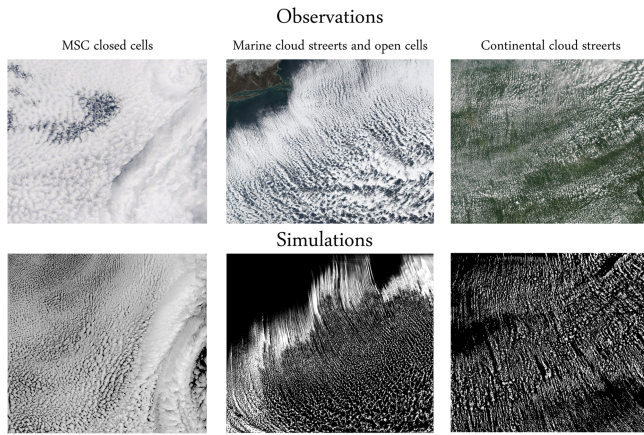 Observations
MSC closed cells
Marine cloud streerts and open cells
Continental cloud streerts
Simulations